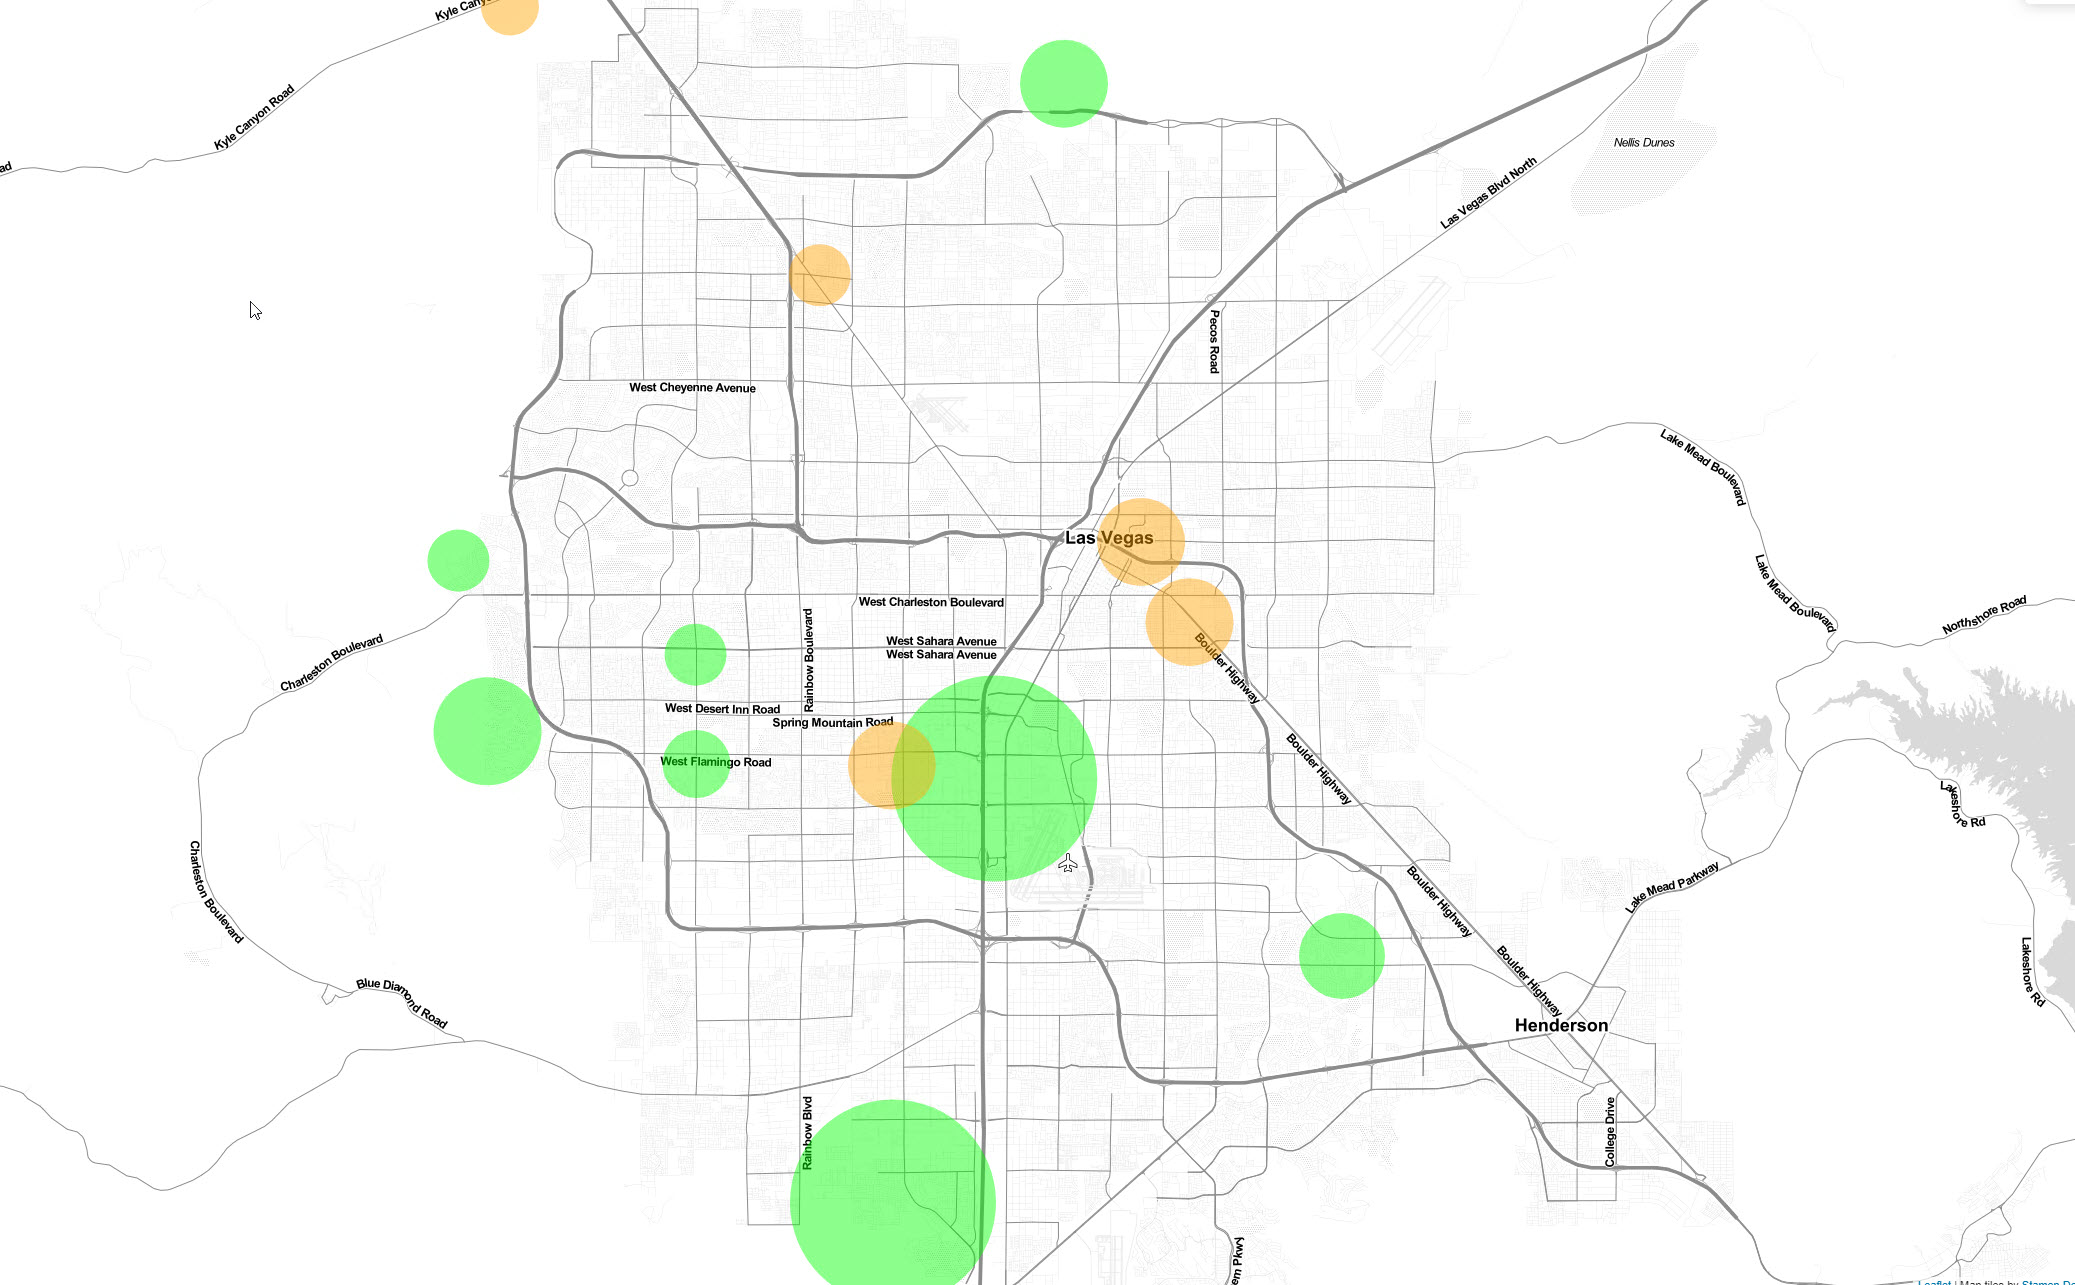 Kyle Canyon Road
ad
Nellis Dunes
Las Vegas Blvd North
Pecos Road
West Cheyenne Avenue
Lake Mead Boulevard
Las Vegas
Lake Mead Boulevard
West Charleston Boulevard
Northshore Road
Charleston Boulevard
Rainbow Boulevard
West Sahara Avenue
West Sahara Avenue
Boulder Highway
West Desert Inn Road
Spring Mountain Road
West Flamingo Road
Boulder Highway
Lakeshore Rd
Charleston Boulevard
Boulder Highway
Lake Mead Parkway
Boulder Highway
Lakeshore Rd
Blue Diamond Road
Henderson
Rainbow Blvd
College Drive
em Pkwy
Leaflet | Map tiles by Stamen De